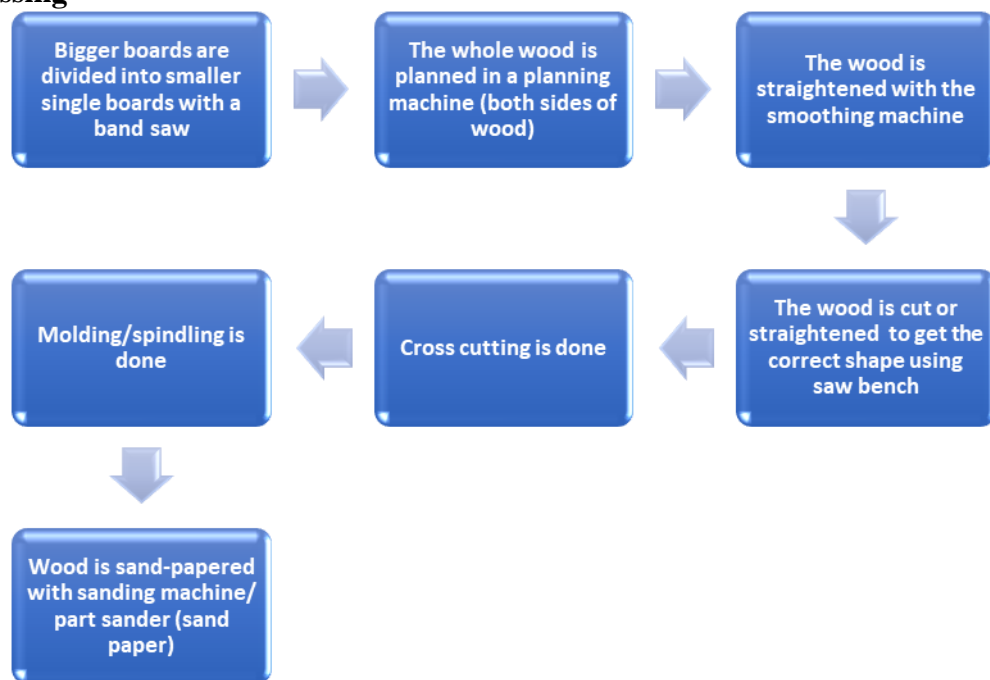 Bigger boards are
divided into smaller
single boards with a
band saw
The whole wood is
planned in a planning
machine (both sides of
wood)
The wood is
straightened with the
smoothing machine
The wood is cut or
straightened to get the
correct shape using
saw bench
Cross cutting is done
Molding/spindling is
done
Wood is sand-papered
with sanding machine/
part sander (sand
paper)